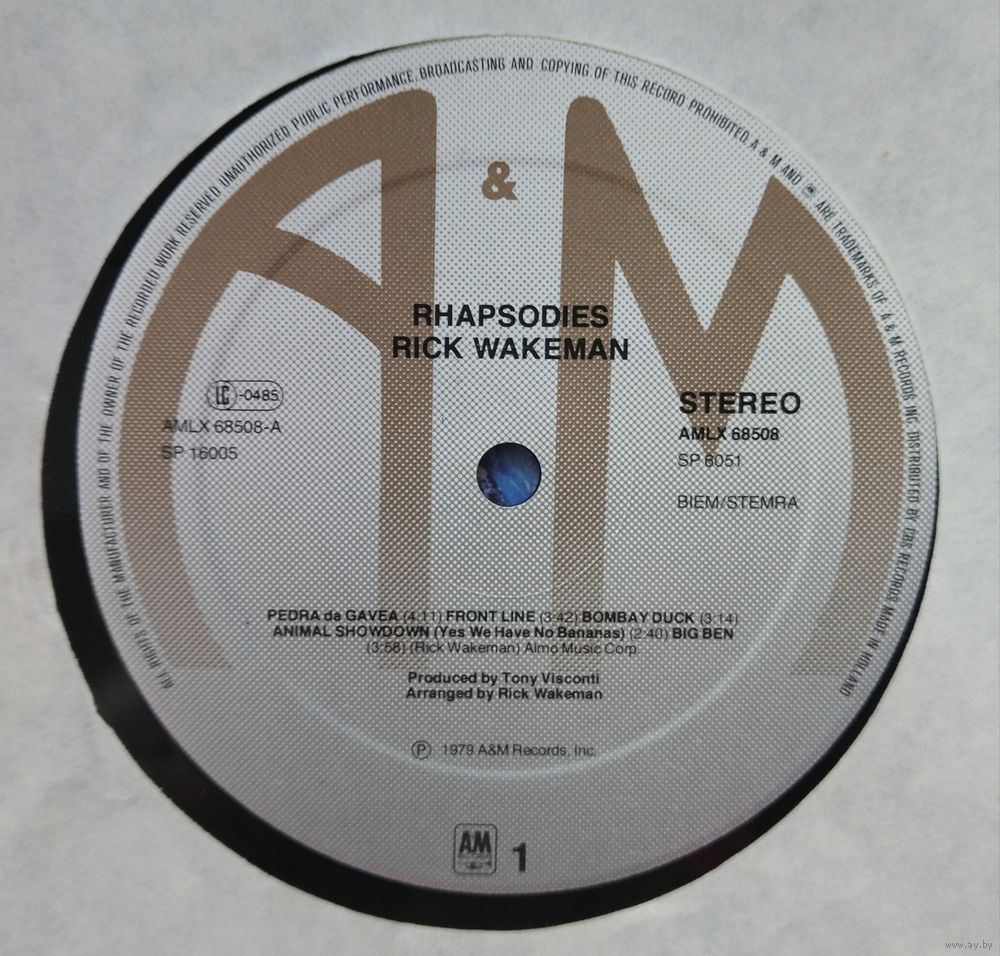 ALL RIGHTS OF THE MANUFACTURER AND OF THE OWNER OF THE RECORDED WORK RESERVED. UNAUTHORIZED PUBLIC PERFORMANCE, BROADCASTING AND COPYING OF THIS RECORD PROHIBITED. A & M AND ARE TRADEMARKS OF A & M RECORDS INC. DISTRIBUTED BY CBS RECORDS MADE IN HOLLAND
A & M
RHAPSODIES
RICK WAKEMAN
LC -0485
AMLX 68508-A
SP 16005
STEREO
AMLX 68508
SP 6051
BIEM/STEMRA
PEDRA da GAVEA (4:11) FRONT LINE (3:42) BOMBAY DUCK (3:14)
ANIMAL SHOWDOWN (Yes We Have No Bananas) (2:40) BIG BEN
(3:58) (Rick Wakeman) Almo Music Corp
Produced by Tony Visconti
Arranged by Rick Wakeman
Ⓟ 1979 A&M Records, Inc.
AM
RECORDS
1
www.ay.by